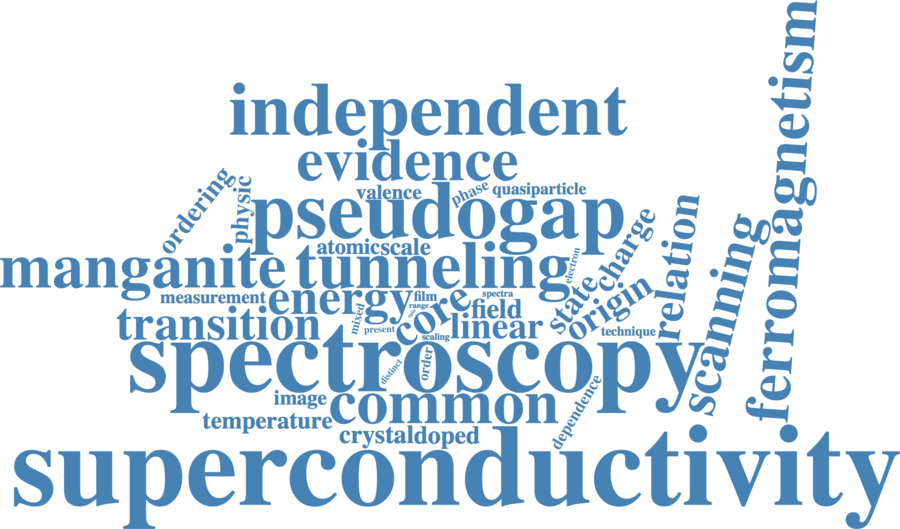 independent
evidence
ferromagnetism
ordering
physic
valence
phase
quasiparticle
pseudogap
atomicscale
manganite
tunneling
electron
charge
relation
scanning
measurement
energy
film
range
spectra
state
origin
transition
mixed
present
core
field
linear
technique
scaling
spectroscopy
distinct
order
image
common
dependence
temperature
crystaldoped
superconductivity